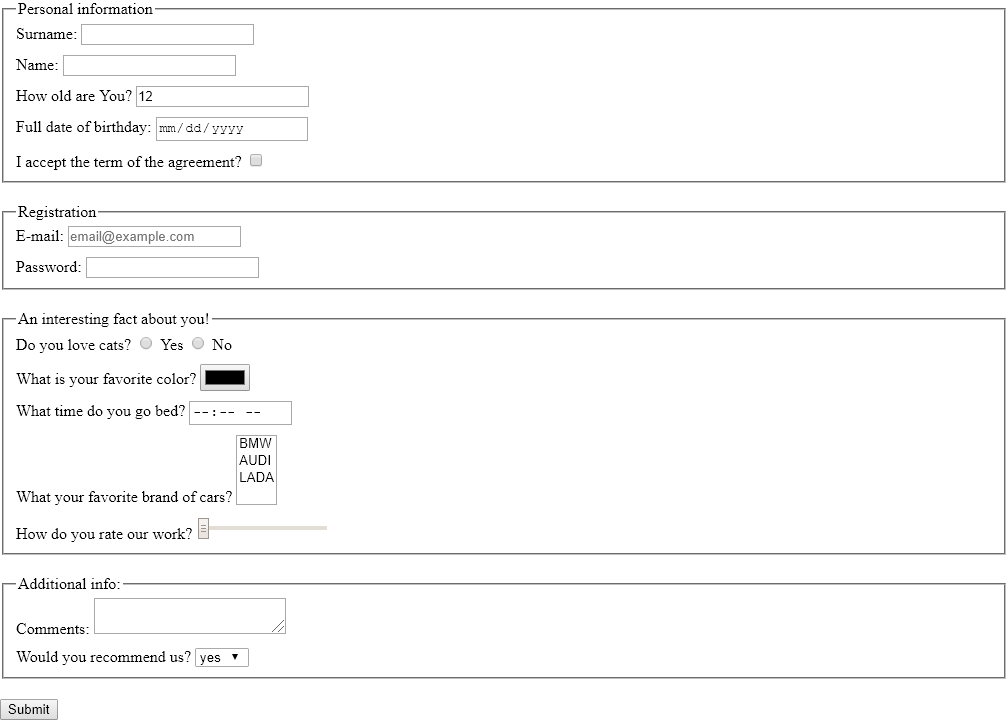 Personal information
Surname:
Name:
How old are You? 12
Full date of birthday: mm/dd/yyyy
I accept the term of the agreement?
Registration
E-mail: email@example.com
Password:
An interesting fact about you!
Do you love cats? Yes No
What is your favorite color?
What time do you go bed? --:-- --
BMW
AUDI
LADA
What your favorite brand of cars?
How do you rate our work?
Additional info:
Comments:
Would you recommend us? yes
Submit